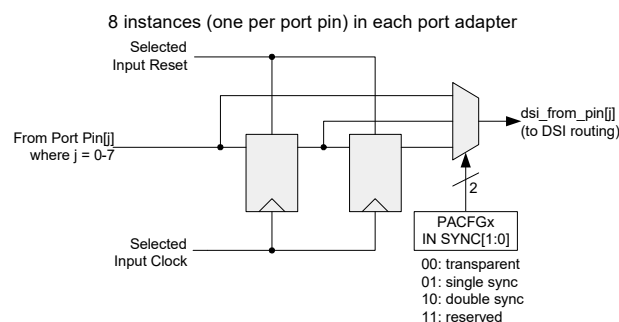 8 instances (one per port pin) in each port adapter
Selected
Input Reset
From Port Pin[j]
where j = 0-7
dsi_from_pin[j]
(to DSI routing)
2
Selected
Input Clock
PACFGx
IN SYNC[1:0]
00: transparent
01: single sync
10: double sync
11: reserved